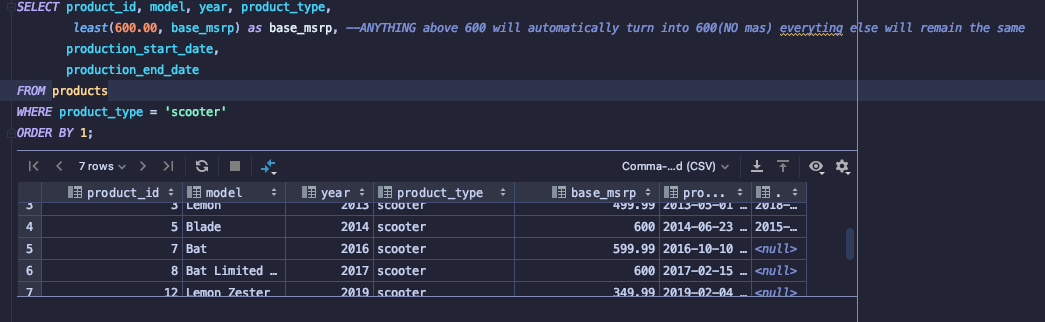 SELECT product_id, model, year, product_type,
least(600.00, base_msrp) as base_msrp, --ANYTHING above 600 will automatically turn into 600(NO mas) everyting else will remain the same
production_start_date,
production_end_date
FROM products
WHERE product_type = 'scooter'
ORDER BY 1;
7 rows Comma-...d (CSV)
product_id model year product_type base_msrp pro... .
3 3 Lemon 2013 scooter 499.99 2013-05-01 … 2018-…
4 5 Blade 2014 scooter 600 2014-06-23 … 2015-…
5 7 Bat 2016 scooter 599.99 2016-10-10 … <null>
6 8 Bat Limited … 2017 scooter 600 2017-02-15 … <null>
7 12 Lemon Zester 2019 scooter 349.99 2019-02-04 … <null>